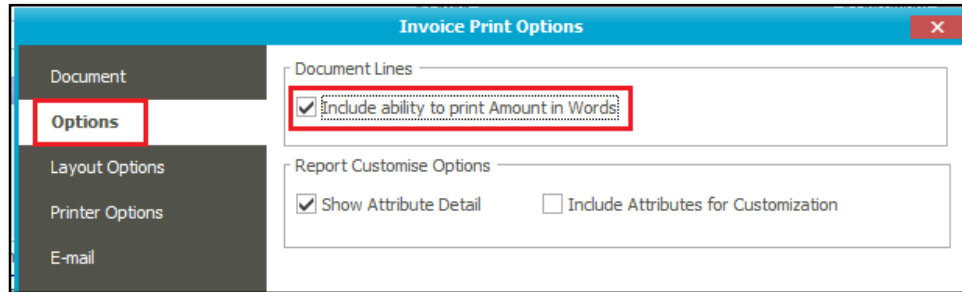 Invoice Print Options
Document
Options
Layout Options
Printer Options
E-mail
Document Lines
Include ability to print Amount in Words
Report Customise Options
Show Attribute Detail
Include Attributes for Customization